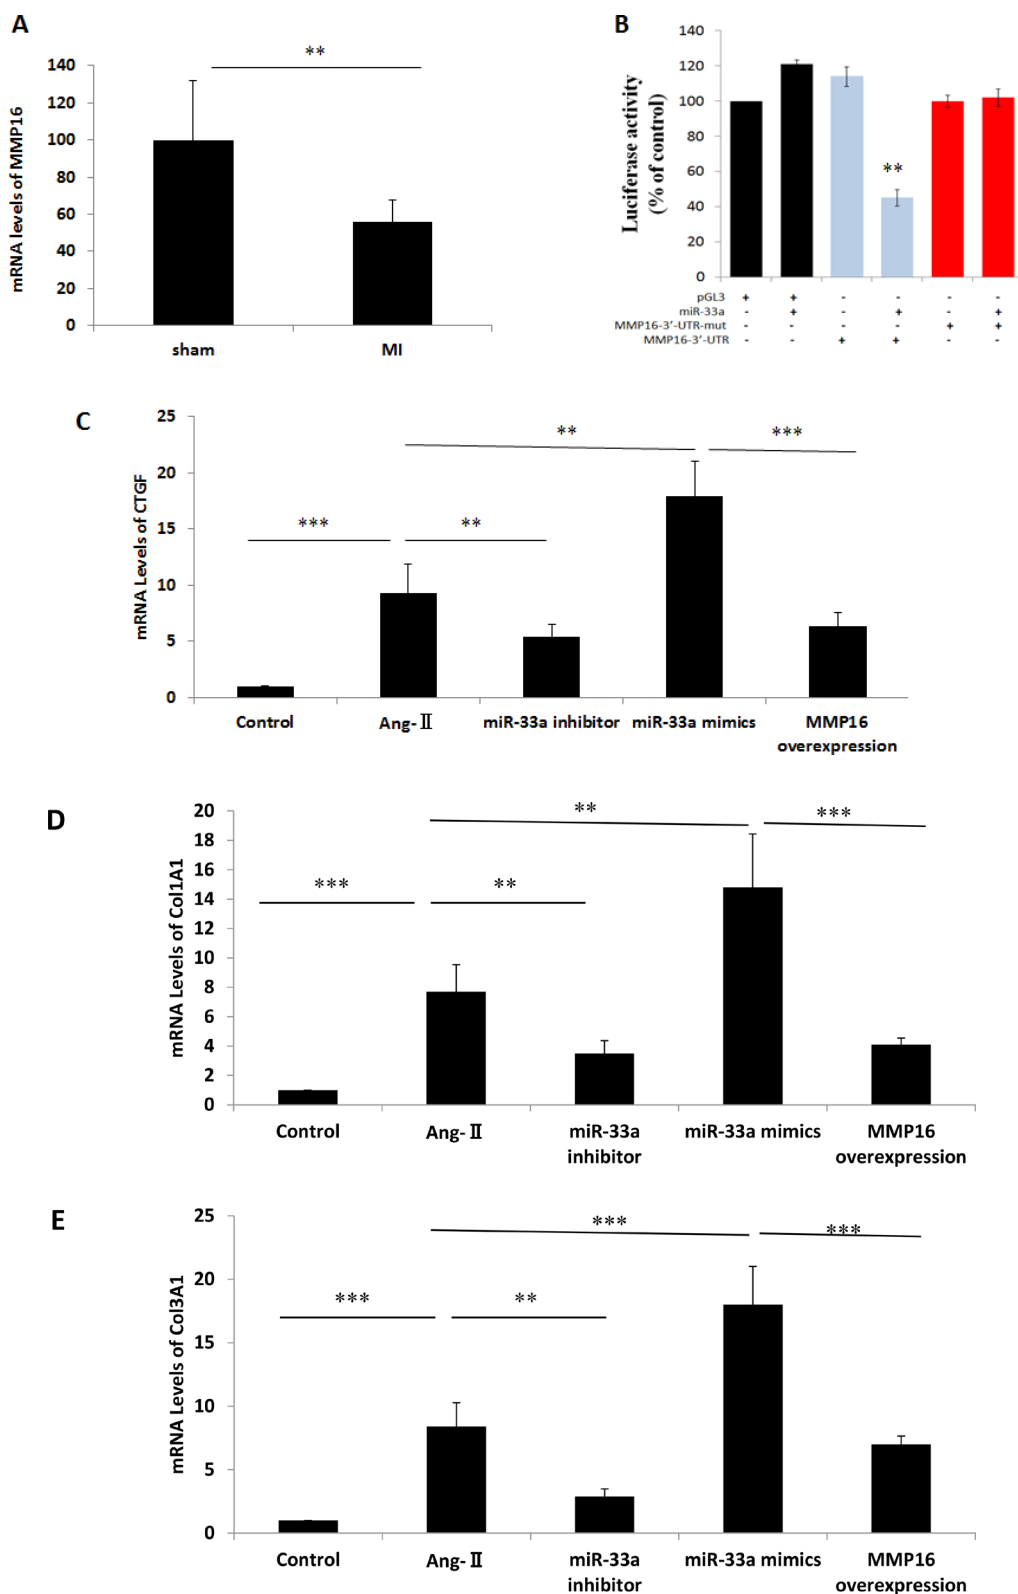 A
**
mRNA levels of MMP16
140
120
100
80
60
40
20
0
sham MI
B
Luciferase activity
(% of control)
140
120
100
80
60
40
20
0
**
pGL3 + + - - - -
miR-33a - + - + - +
MMP16-3'-UTR-mut - - - - + +
MMP16-3'-UTR - - + + - -
C
mRNA Levels of CTGF
25
20
15
10
5
0
** ***
*** **
Control Ang-Ⅱ miR-33a inhibitor miR-33a mimics MMP16
overexpression
D
mRNA Levels of Col1A1
20
18
16
14
12
10
8
6
4
2
0
** ***
*** **
Control Ang-Ⅱ miR-33a miR-33a mimics MMP16
inhibitor overexpression
E
mRNA Levels of Col3A1
25
20
15
10
5
0
*** ***
*** **
Control Ang-Ⅱ miR-33a miR-33a mimics MMP16
inhibitor overexpression